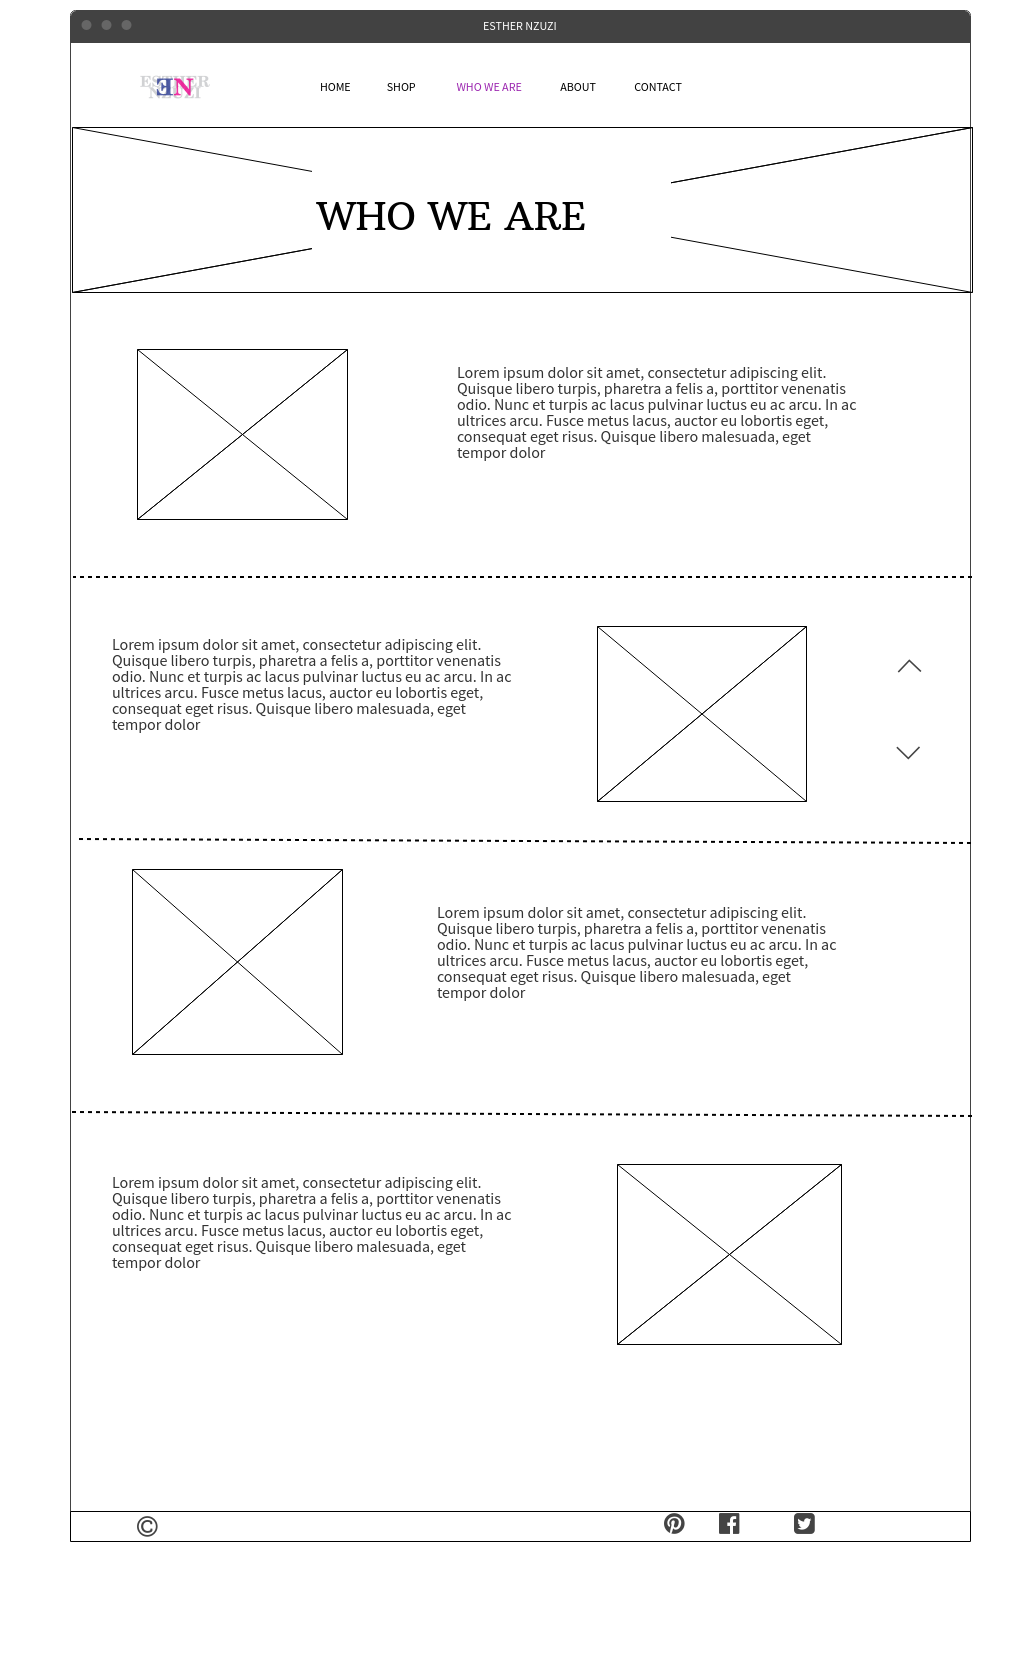 ESTHER NZUZI
ESTHER
NZUZI
EN
HOME SHOP WHO WE ARE ABOUT CONTACT
WHO WE ARE
Lorem ipsum dolor sit amet, consectetur adipiscing elit.
Quisque libero turpis, pharetra a felis a, porttitor venenatis
odio. Nunc et turpis ac lacus pulvinar luctus eu ac arcu. In ac
ultrices arcu. Fusce metus lacus, auctor eu lobortis eget,
consequat eget risus. Quisque libero malesuada, eget
tempor dolor
Lorem ipsum dolor sit amet, consectetur adipiscing elit.
Quisque libero turpis, pharetra a felis a, porttitor venenatis
odio. Nunc et turpis ac lacus pulvinar luctus eu ac arcu. In ac
ultrices arcu. Fusce metus lacus, auctor eu lobortis eget,
consequat eget risus. Quisque libero malesuada, eget
tempor dolor
Lorem ipsum dolor sit amet, consectetur adipiscing elit.
Quisque libero turpis, pharetra a felis a, porttitor venenatis
odio. Nunc et turpis ac lacus pulvinar luctus eu ac arcu. In ac
ultrices arcu. Fusce metus lacus, auctor eu lobortis eget,
consequat eget risus. Quisque libero malesuada, eget
tempor dolor
Lorem ipsum dolor sit amet, consectetur adipiscing elit.
Quisque libero turpis, pharetra a felis a, porttitor venenatis
odio. Nunc et turpis ac lacus pulvinar luctus eu ac arcu. In ac
ultrices arcu. Fusce metus lacus, auctor eu lobortis eget,
consequat eget risus. Quisque libero malesuada, eget
tempor dolor
©